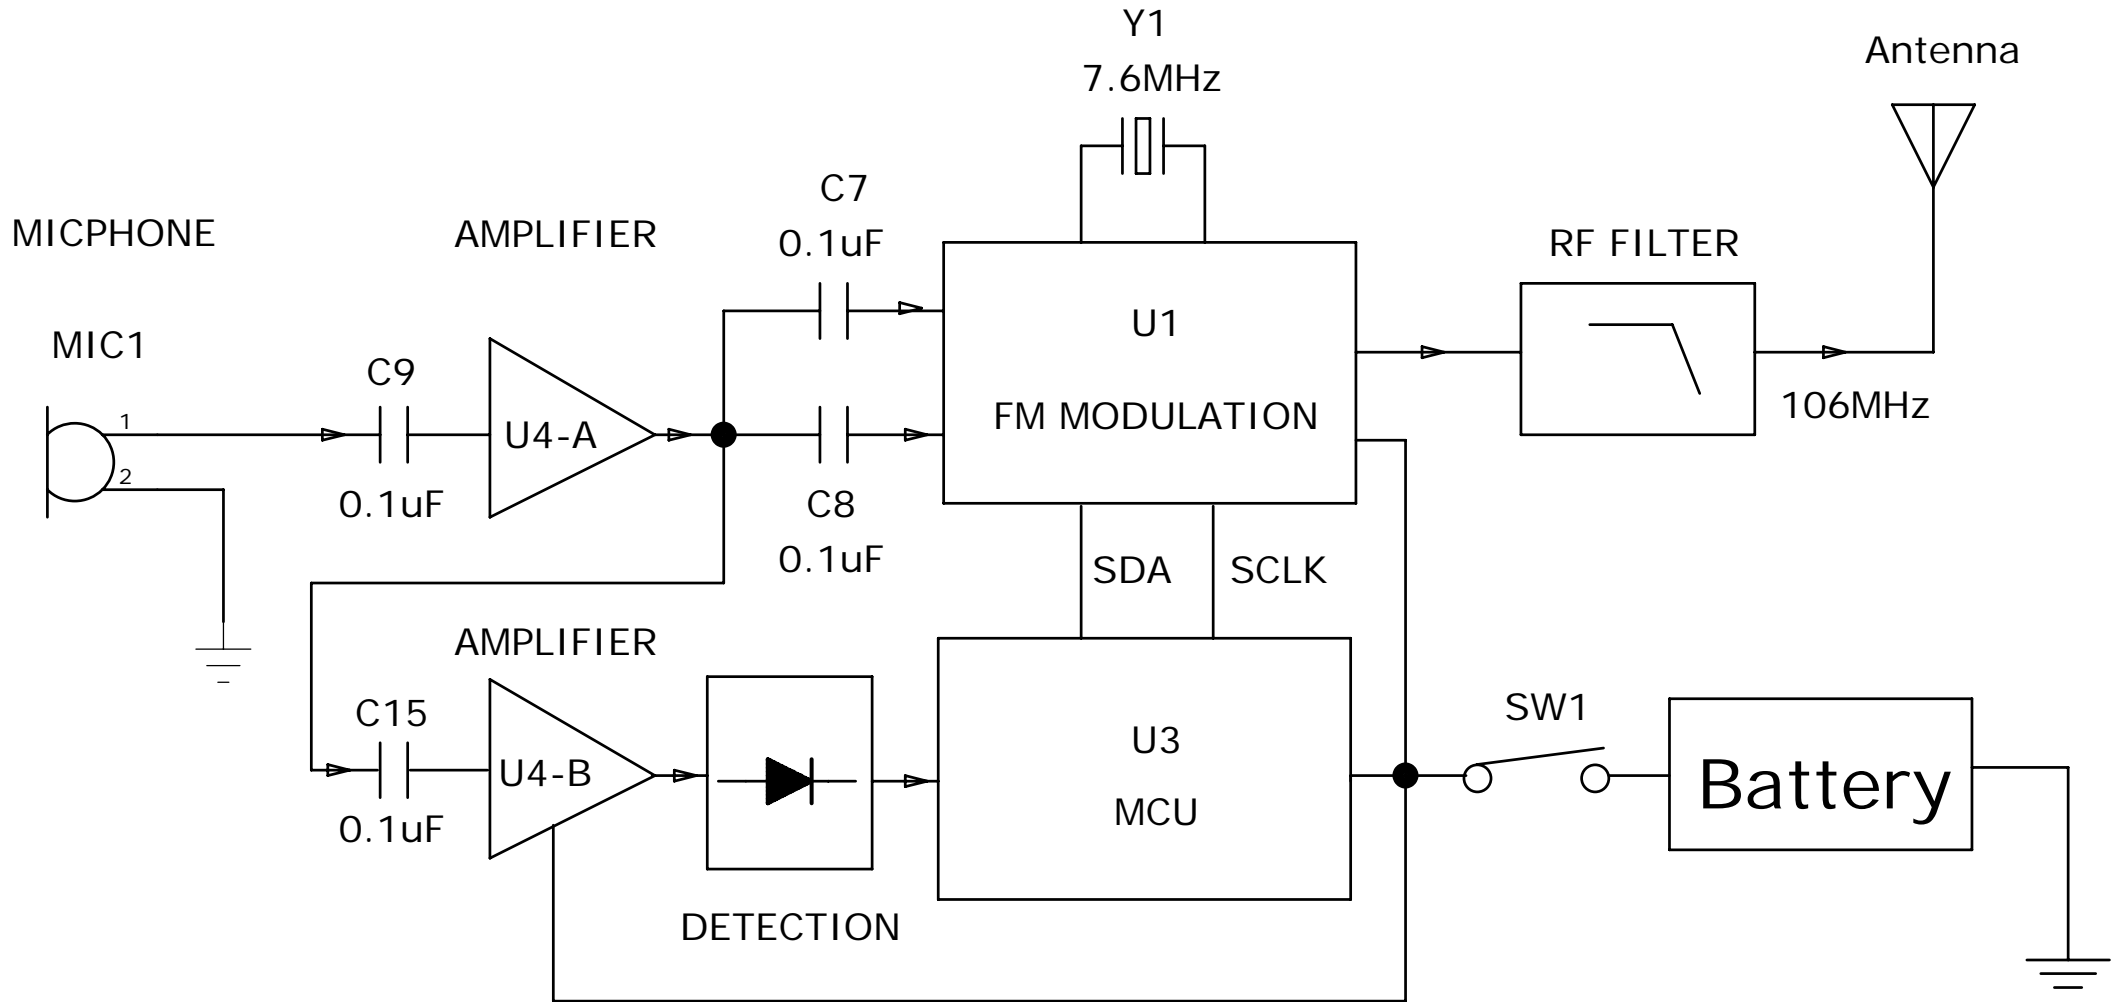 Y1
7.6MHz
Antenna
C7
0.1uF
MICPHONE
AMPLIFIER
RF FILTER
MIC1
C9
0.1uF
1
2
U4-A
U1
FM MODULATION
106MHz
C8
0.1uF
SDA
SCLK
AMPLIFIER
C15
0.1uF
U4-B
DETECTION
U3
MCU
SW1
Battery